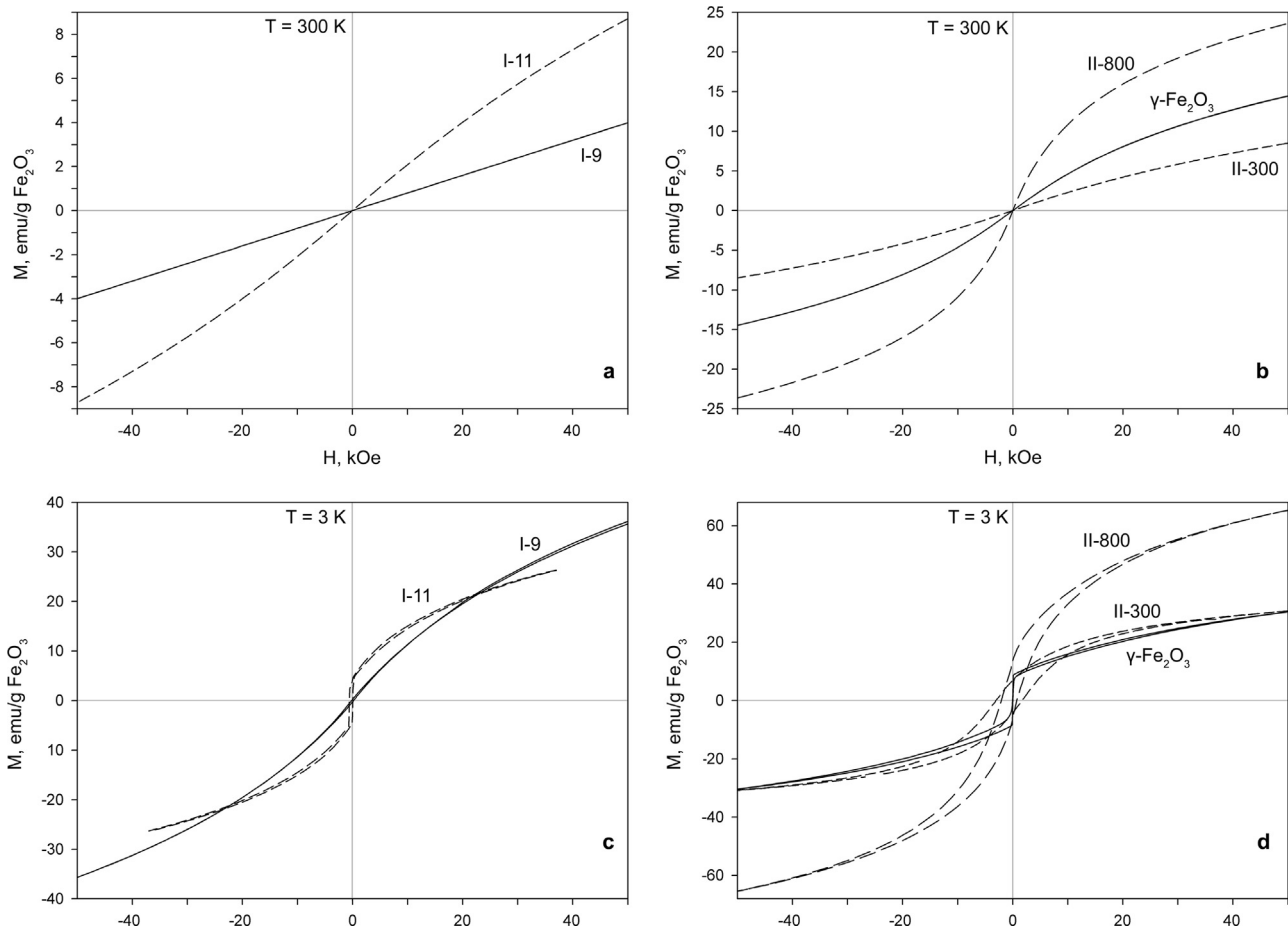 T = 300 K
I-11
I-9
M, emu/g Fe₂O₃
8
6
4
2
0
-2
-4
-6
-8
-40
-20
0
20
40
H, kOe
a
T = 300 K
II-800
γ-Fe₂O₃
II-300
M, emu/g Fe₂O₃
25
20
15
10
5
0
-5
-10
-15
-20
-25
-40
-20
0
20
40
H, kOe
b
T = 3 K
I-9
I-11
M, emu/g Fe₂O₃
40
30
20
10
0
-10
-20
-30
-40
-40
-20
0
20
40
c
T = 3 K
II-800
II-300
γ-Fe₂O₃
M, emu/g Fe₂O₃
60
40
20
0
-20
-40
-60
-40
-20
0
20
40
d